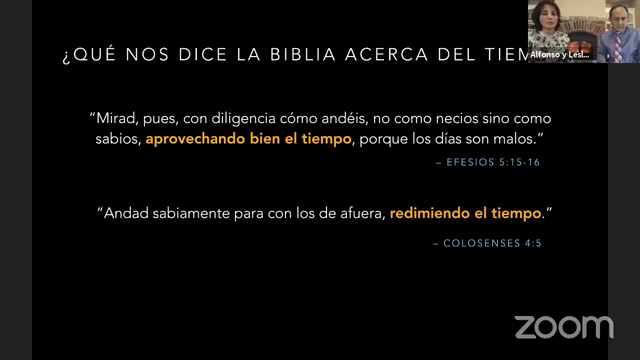 ¿QUÉ NOS DICE LA BIBLIA ACERCA DEL
Alfonso y
“Mirad, pues, con diligencia cómo andéis, no como necios sino como
sabios, aprovechando bien el tiempo, porque los días son malos.”
– EFESIOS 5:15-16
“Andad sabiamente para con los de afuera, redimiendo el tiempo.”
– COLOSENSES 4:5
zoom